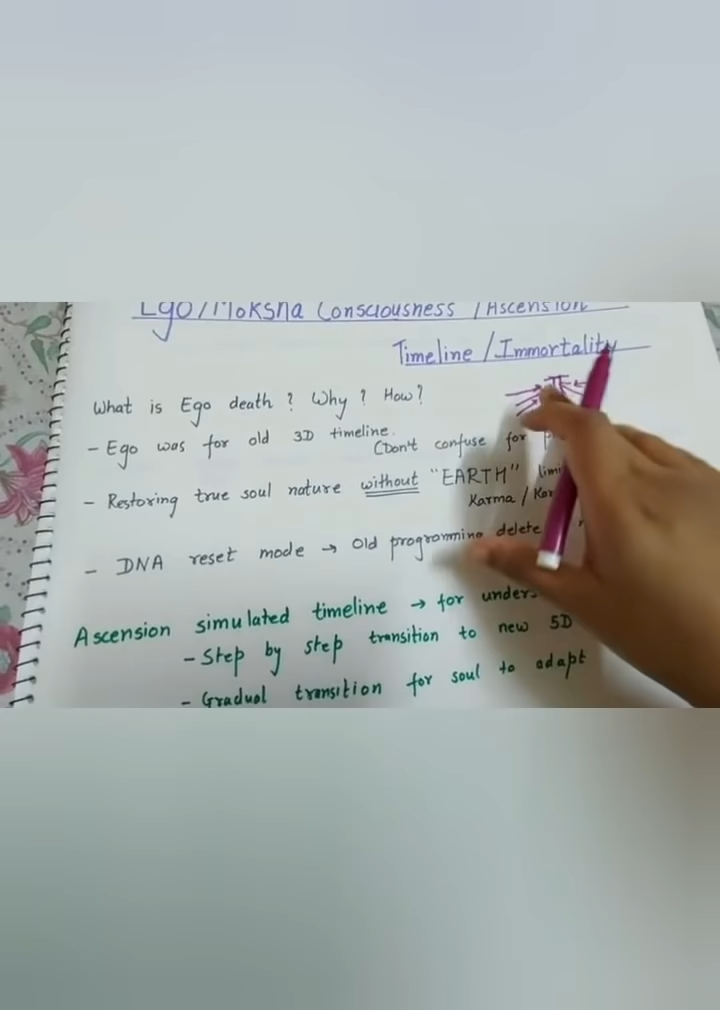 Ego/Moksha Consciousness /Ascension
Timeline /Immortality
What is Ego death ? Why ? How ?
- Ego was for old 3D timeline.
(Don't confuse for
- Restoring true soul nature without "EARTH"
Karma /
- DNA reset mode → Old programming delete
Ascension simulated timeline → for
- Step by step transition to new 5D
- Gradual transition for soul to adapt